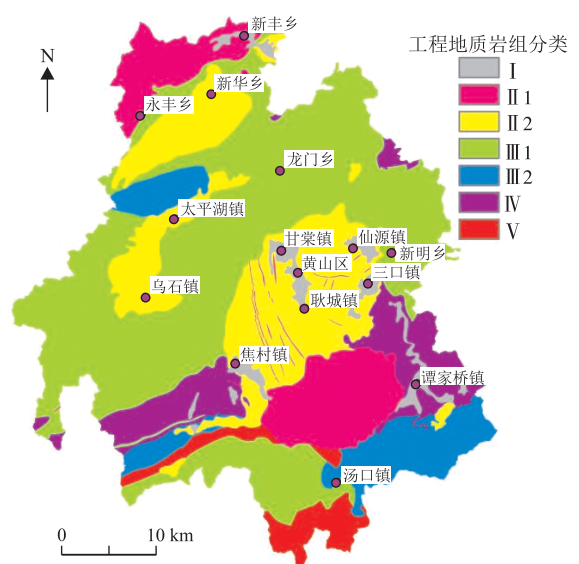 新丰乡
工程地质岩组分类
N
Ⅰ
新华乡
Ⅱ1
永丰乡
Ⅱ2
龙门乡
Ⅲ1
Ⅲ2
太平湖镇
Ⅳ
甘棠镇
仙源镇
Ⅴ
黄山区
新明乡
乌石镇
三口镇
耿城镇
焦村镇
谭家桥镇
汤口镇
0 10 km